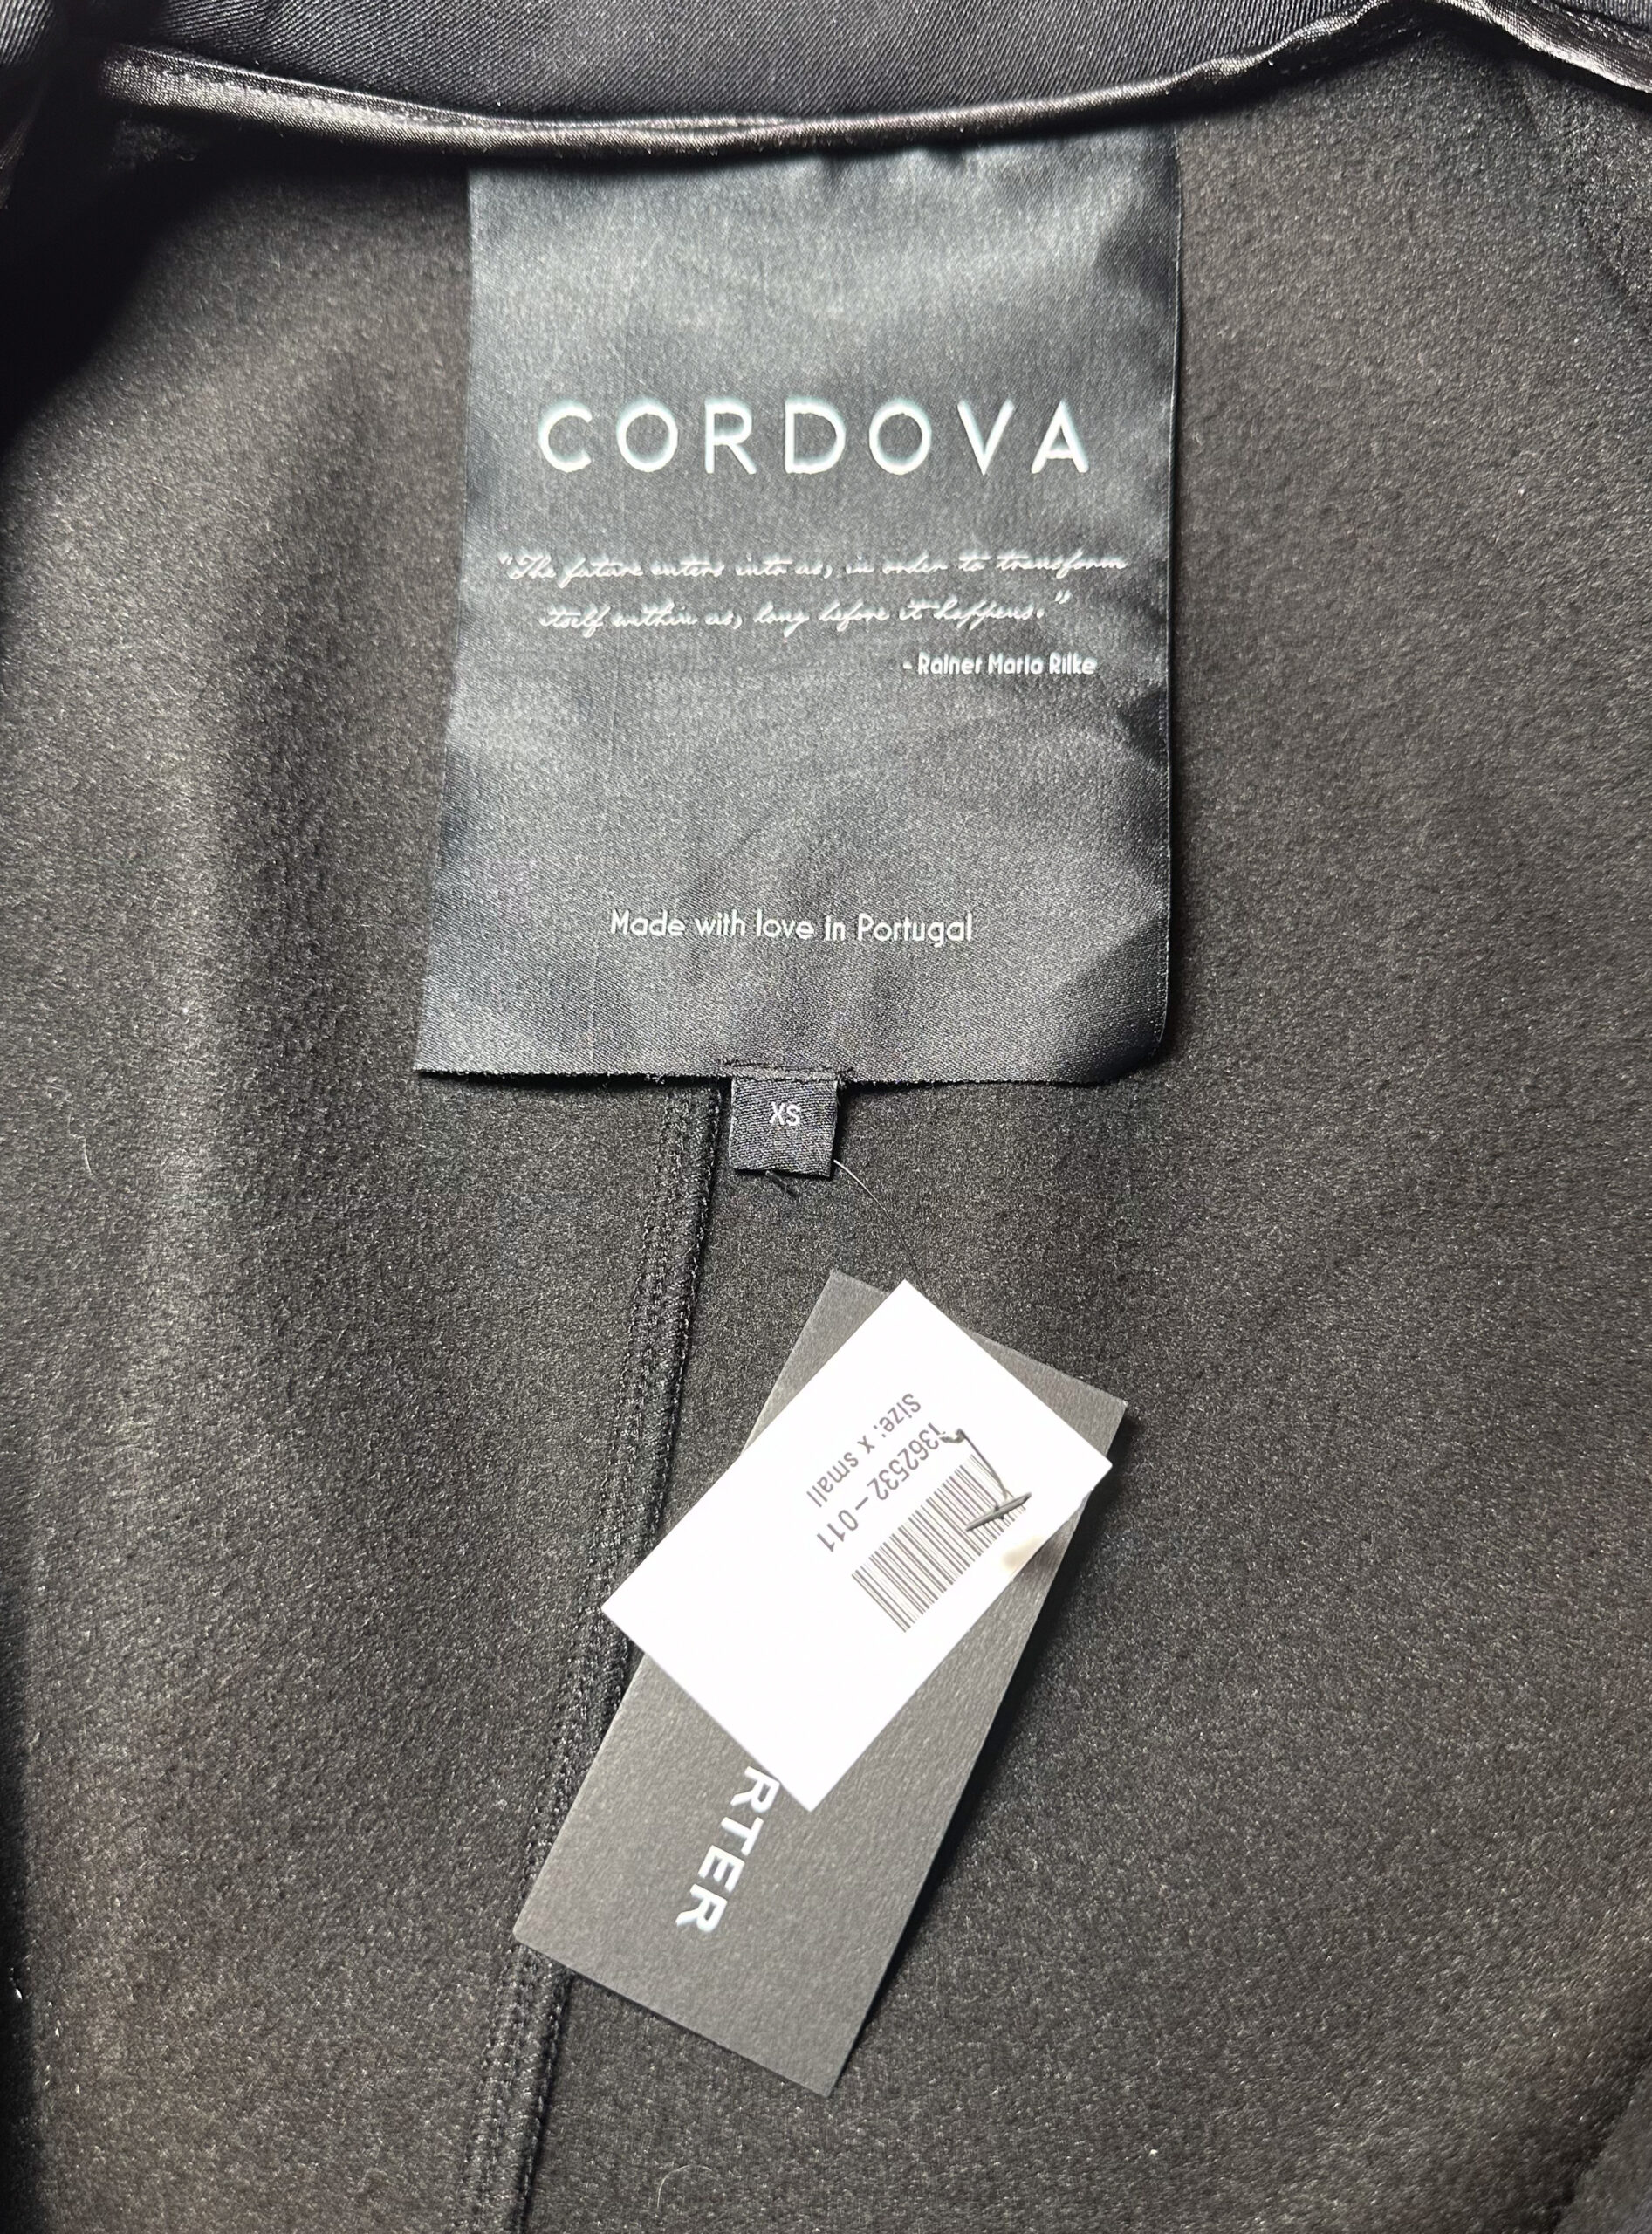 CORDOVA
"The future enters into us, in order to transform
itself within us, long before it happens."
- Rainer Maria Rilke
Made with love in Portugal
XS
Size: x small
1362532-011
RTER